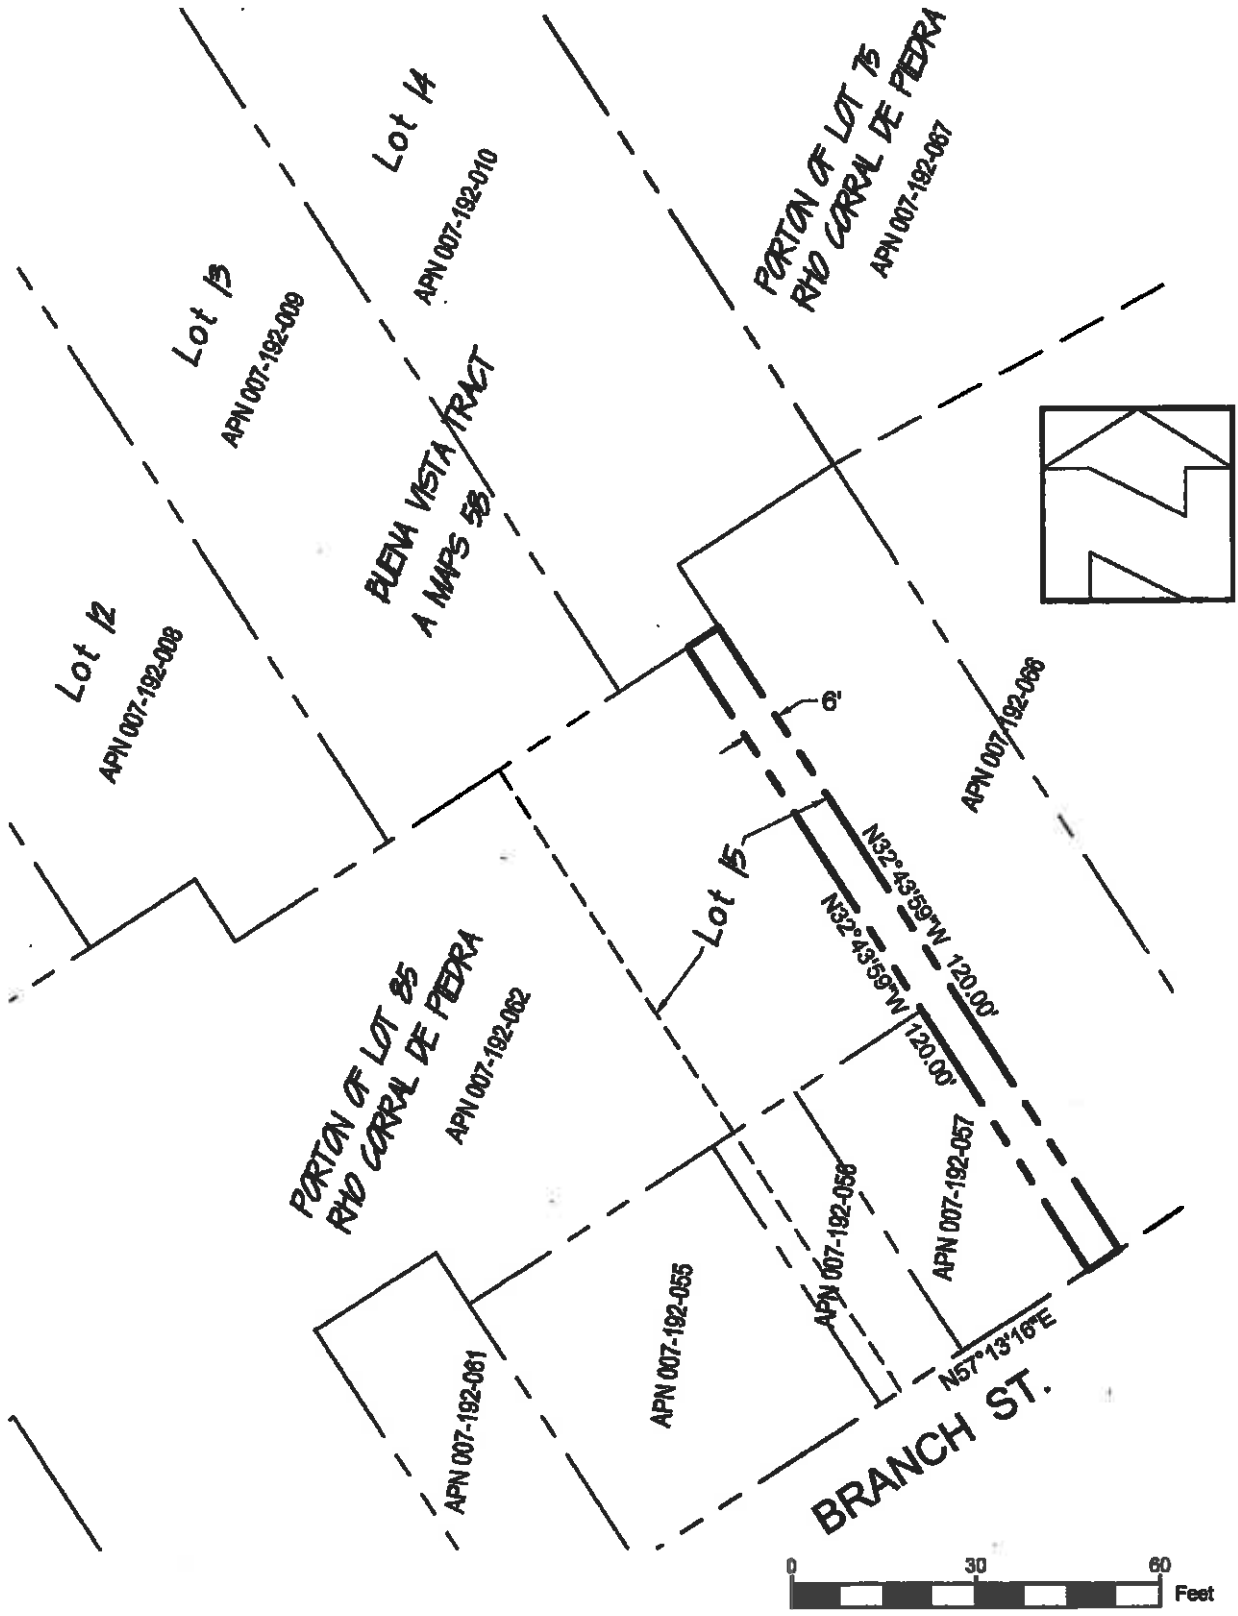 Lot 14
APN 007-192-010
PORTON OF LOT 75
RHO CORRAL DE PIEDRA
APN 007-192-067
Lot 13
APN 007-192-009
BUENA VISTA TRACT
A MAPS 58
N
Lot 12
APN 007-192-008
6'
APN 007-192-066
Lot 15
N32°43'59"W 120.00'
N32°43'59"W 120.00'
PORTON OF LOT 85
RHO CORRAL DE PIEDRA
APN 007-192-062
APN 007-192-056
APN 007-192-057
APN 007-192-055
APN 007-192-061
N57°13'16"E
BRANCH ST.
0 30 60
Feet